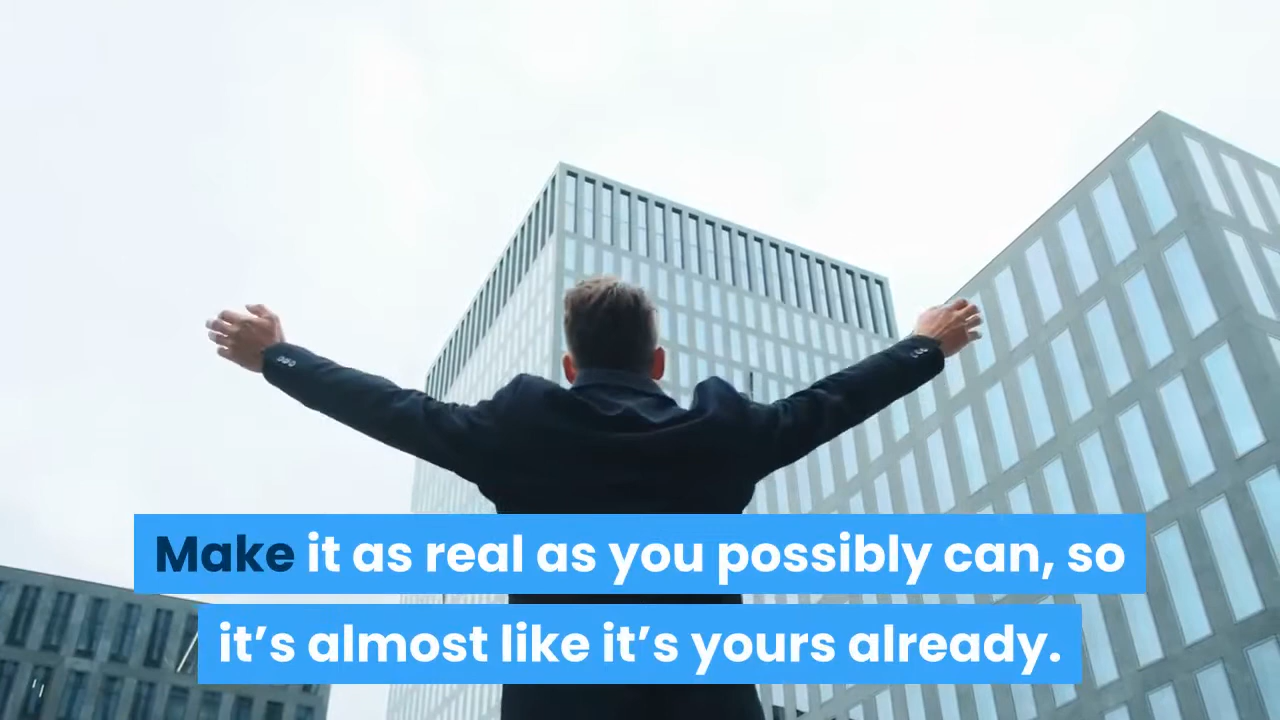 Make it as real as you possibly can, so
it’s almost like it’s yours already.